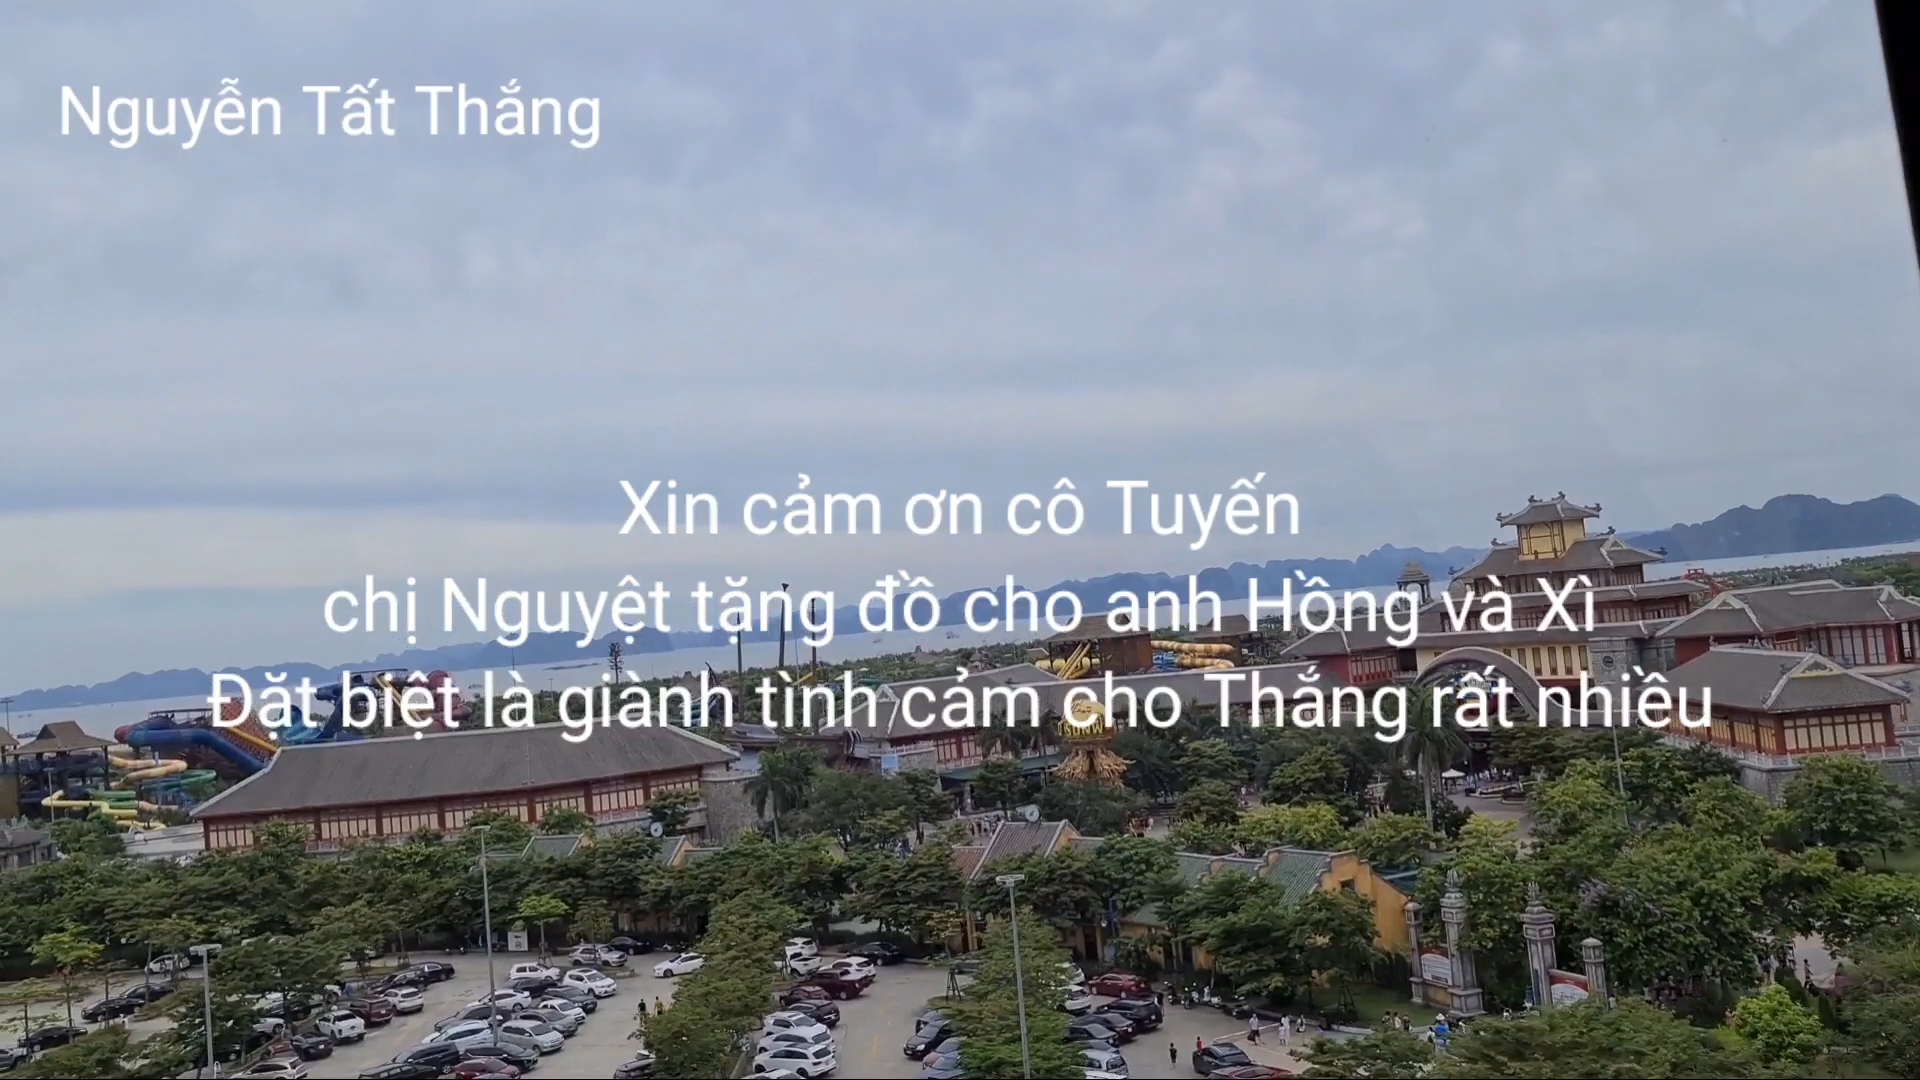 Nguyễn Tất Thắng
Xin cảm ơn cô Tuyến
chị Nguyệt tăng đồ cho anh Hồng và Xì
Đặt biệt là giành tình cảm cho Thắng rất nhiều